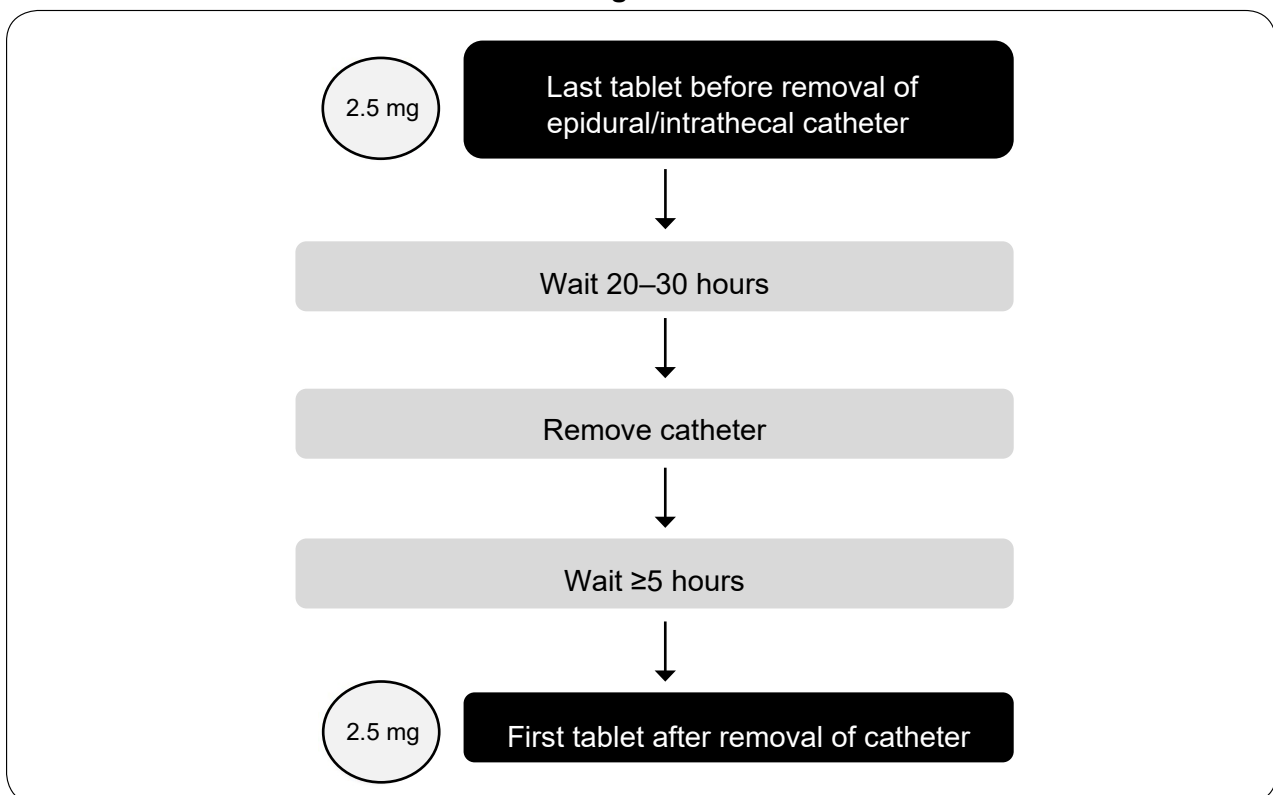 2.5 mg
Last tablet before removal of
epidural/intrathecal catheter
Wait 20–30 hours
Remove catheter
Wait ≥5 hours
2.5 mg
First tablet after removal of catheter